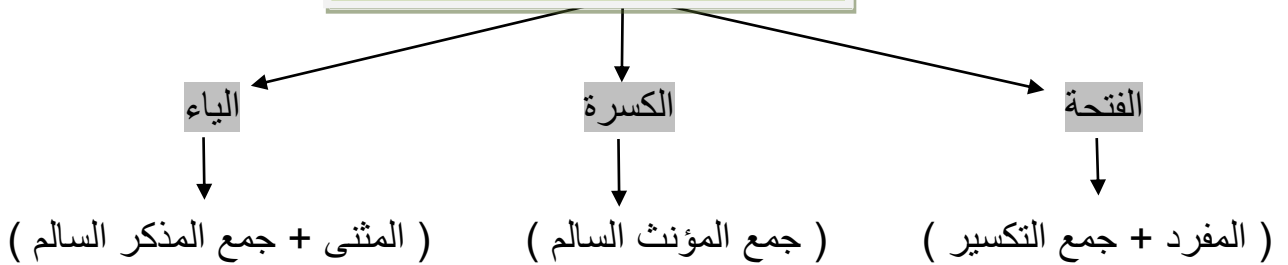 الفتحة الكسرة الياء
( المفرد + جمع التكسير ) ( جمع المؤنث السالم ) ( المثنى + جمع المذكر السالم )